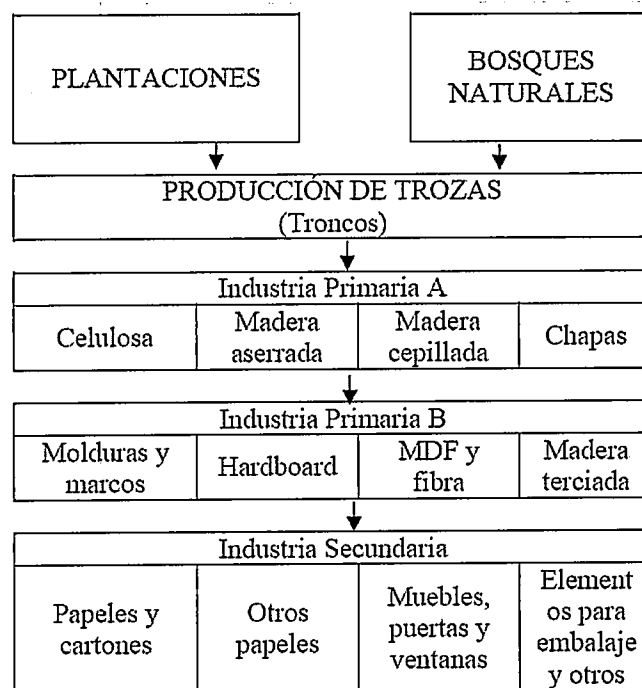 PLANTACIONES
BOSQUES
NATURALES
PRODUCCIÓN DE TROZAS
(Troncos)
Industria Primaria A
Celulosa
Madera
aserrada
Madera
cepillada
Chapas
Industria Primaria B
Molduras y
marcos
Hardboard
MDF y
fibra
Madera
terciada
Industria Secundaria
Papeles y
cartones
Otros
papeles
Muebles,
puertas y
ventanas
Element
os para
embalaje
y otros